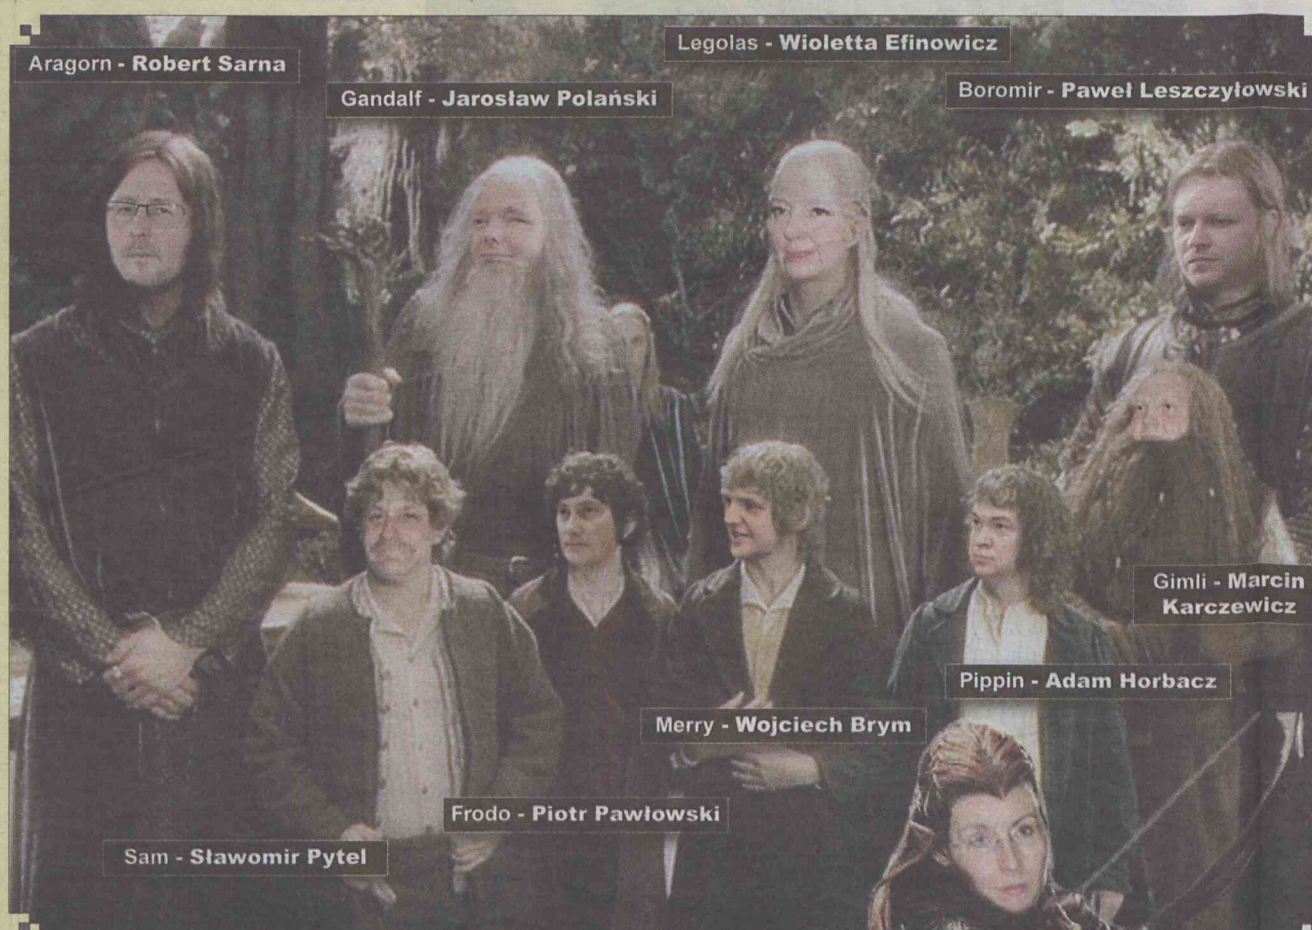 Legolas - Wioletta Efinowicz
Aragorn - Robert Sarna
Gandalf - Jarosław Polański
Boromir - Paweł Leszczyłowski
Gimli - Marcin
Karczewicz
Pippin - Adam Horbacz
Merry - Wojciech Brym
Frodo - Piotr Pawłowski
Sam - Sławomir Pytel